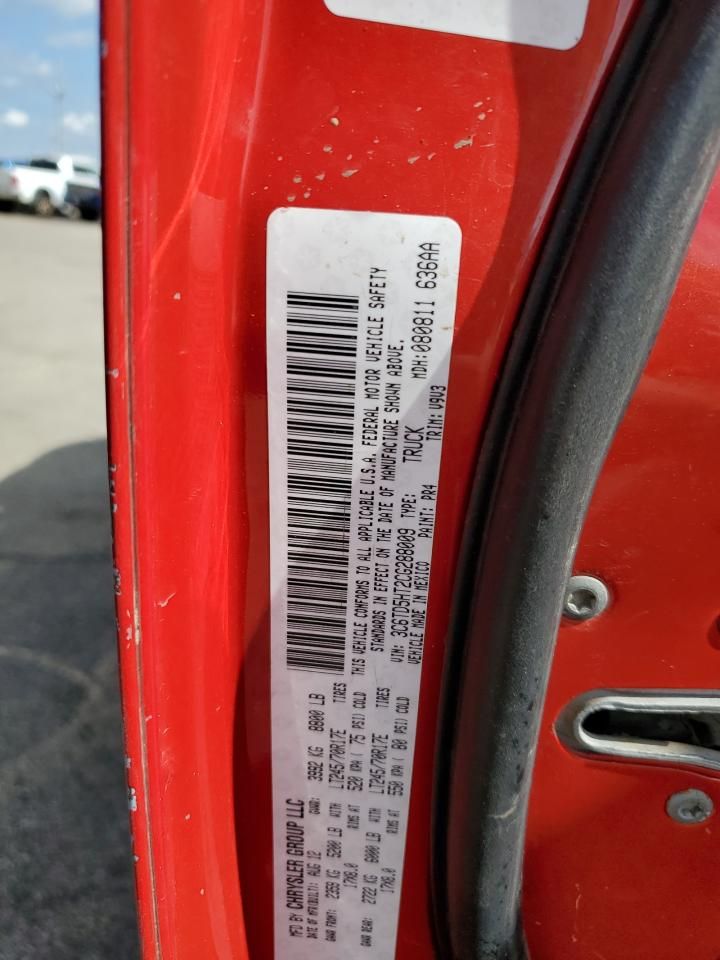 MFD BY CHRYSLER GROUP LLC
DATE OF MFR(BUILT): AUG 12 GVWR: 3992 KG 8800 LB
GAWR FRONT: 2359 KG 5200 LB WITH LT245/70R17E TIRES
17X8.0 RIMS AT 520 KPA ( 75 PSI) COLD
GAWR REAR: 2722 KG 6000 LB WITH LT245/70R17E TIRES
17X8.0 RIMS AT 550 KPA ( 80 PSI) COLD
THIS VEHICLE CONFORMS TO ALL APPLICABLE U.S.A. FEDERAL MOTOR VEHICLE SAFETY
STANDARDS IN EFFECT ON THE DATE OF MANUFACTURE SHOWN ABOVE.
VIN: 3C6TD5HT2CG288009 TYPE: TRUCK MDH:080811 636AA
VEHICLE MADE IN MEXICO PAINT: PR4 TRIM: V9V3